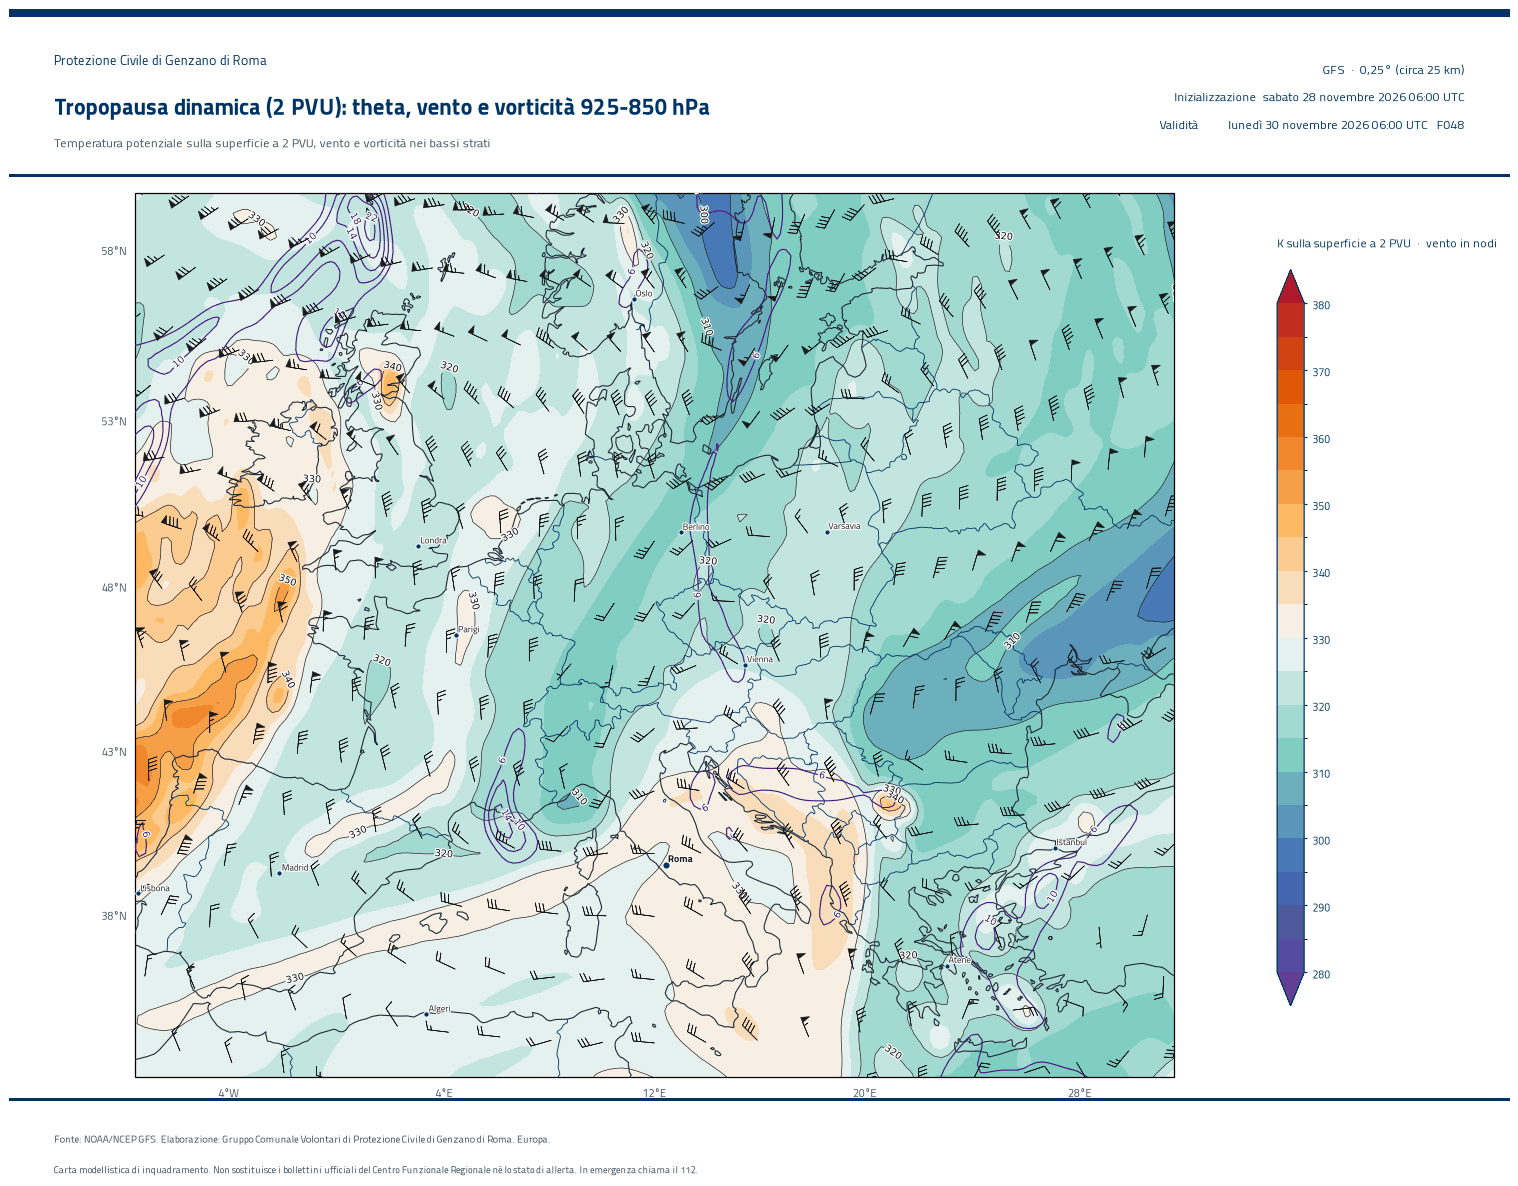 Protezione Civile di Genzano di Roma
Tropopausa dinamica (2 PVU): theta, vento e vorticità 925-850 hPa
Temperatura potenziale sulla superficie a 2 PVU, vento e vorticità nei bassi strati
GFS · 0,25° (circa 25 km)
Inizializzazione sabato 28 novembre 2026 06:00 UTC
Validità lunedì 30 novembre 2026 06:00 UTC F048
K sulla superficie a 2 PVU · vento in nodi
380
370
360
350
340
330
320
310
300
290
280
58°N
53°N
48°N
43°N
38°N
4°W
4°E
12°E
20°E
28°E
Oslo
Londra
Berlino
Varsavia
Parigi
Vienna
Madrid
Lisbona
Roma
Istanbul
Atene
Algeri
Fonte: NOAA/NCEP GFS. Elaborazione: Gruppo Comunale Volontari di Protezione Civile di Genzano di Roma. Europa.
Carta modellistica di inquadramento. Non sostituisce i bollettini ufficiali del Centro Funzionale Regionale né lo stato di allerta. In emergenza chiama il 112.